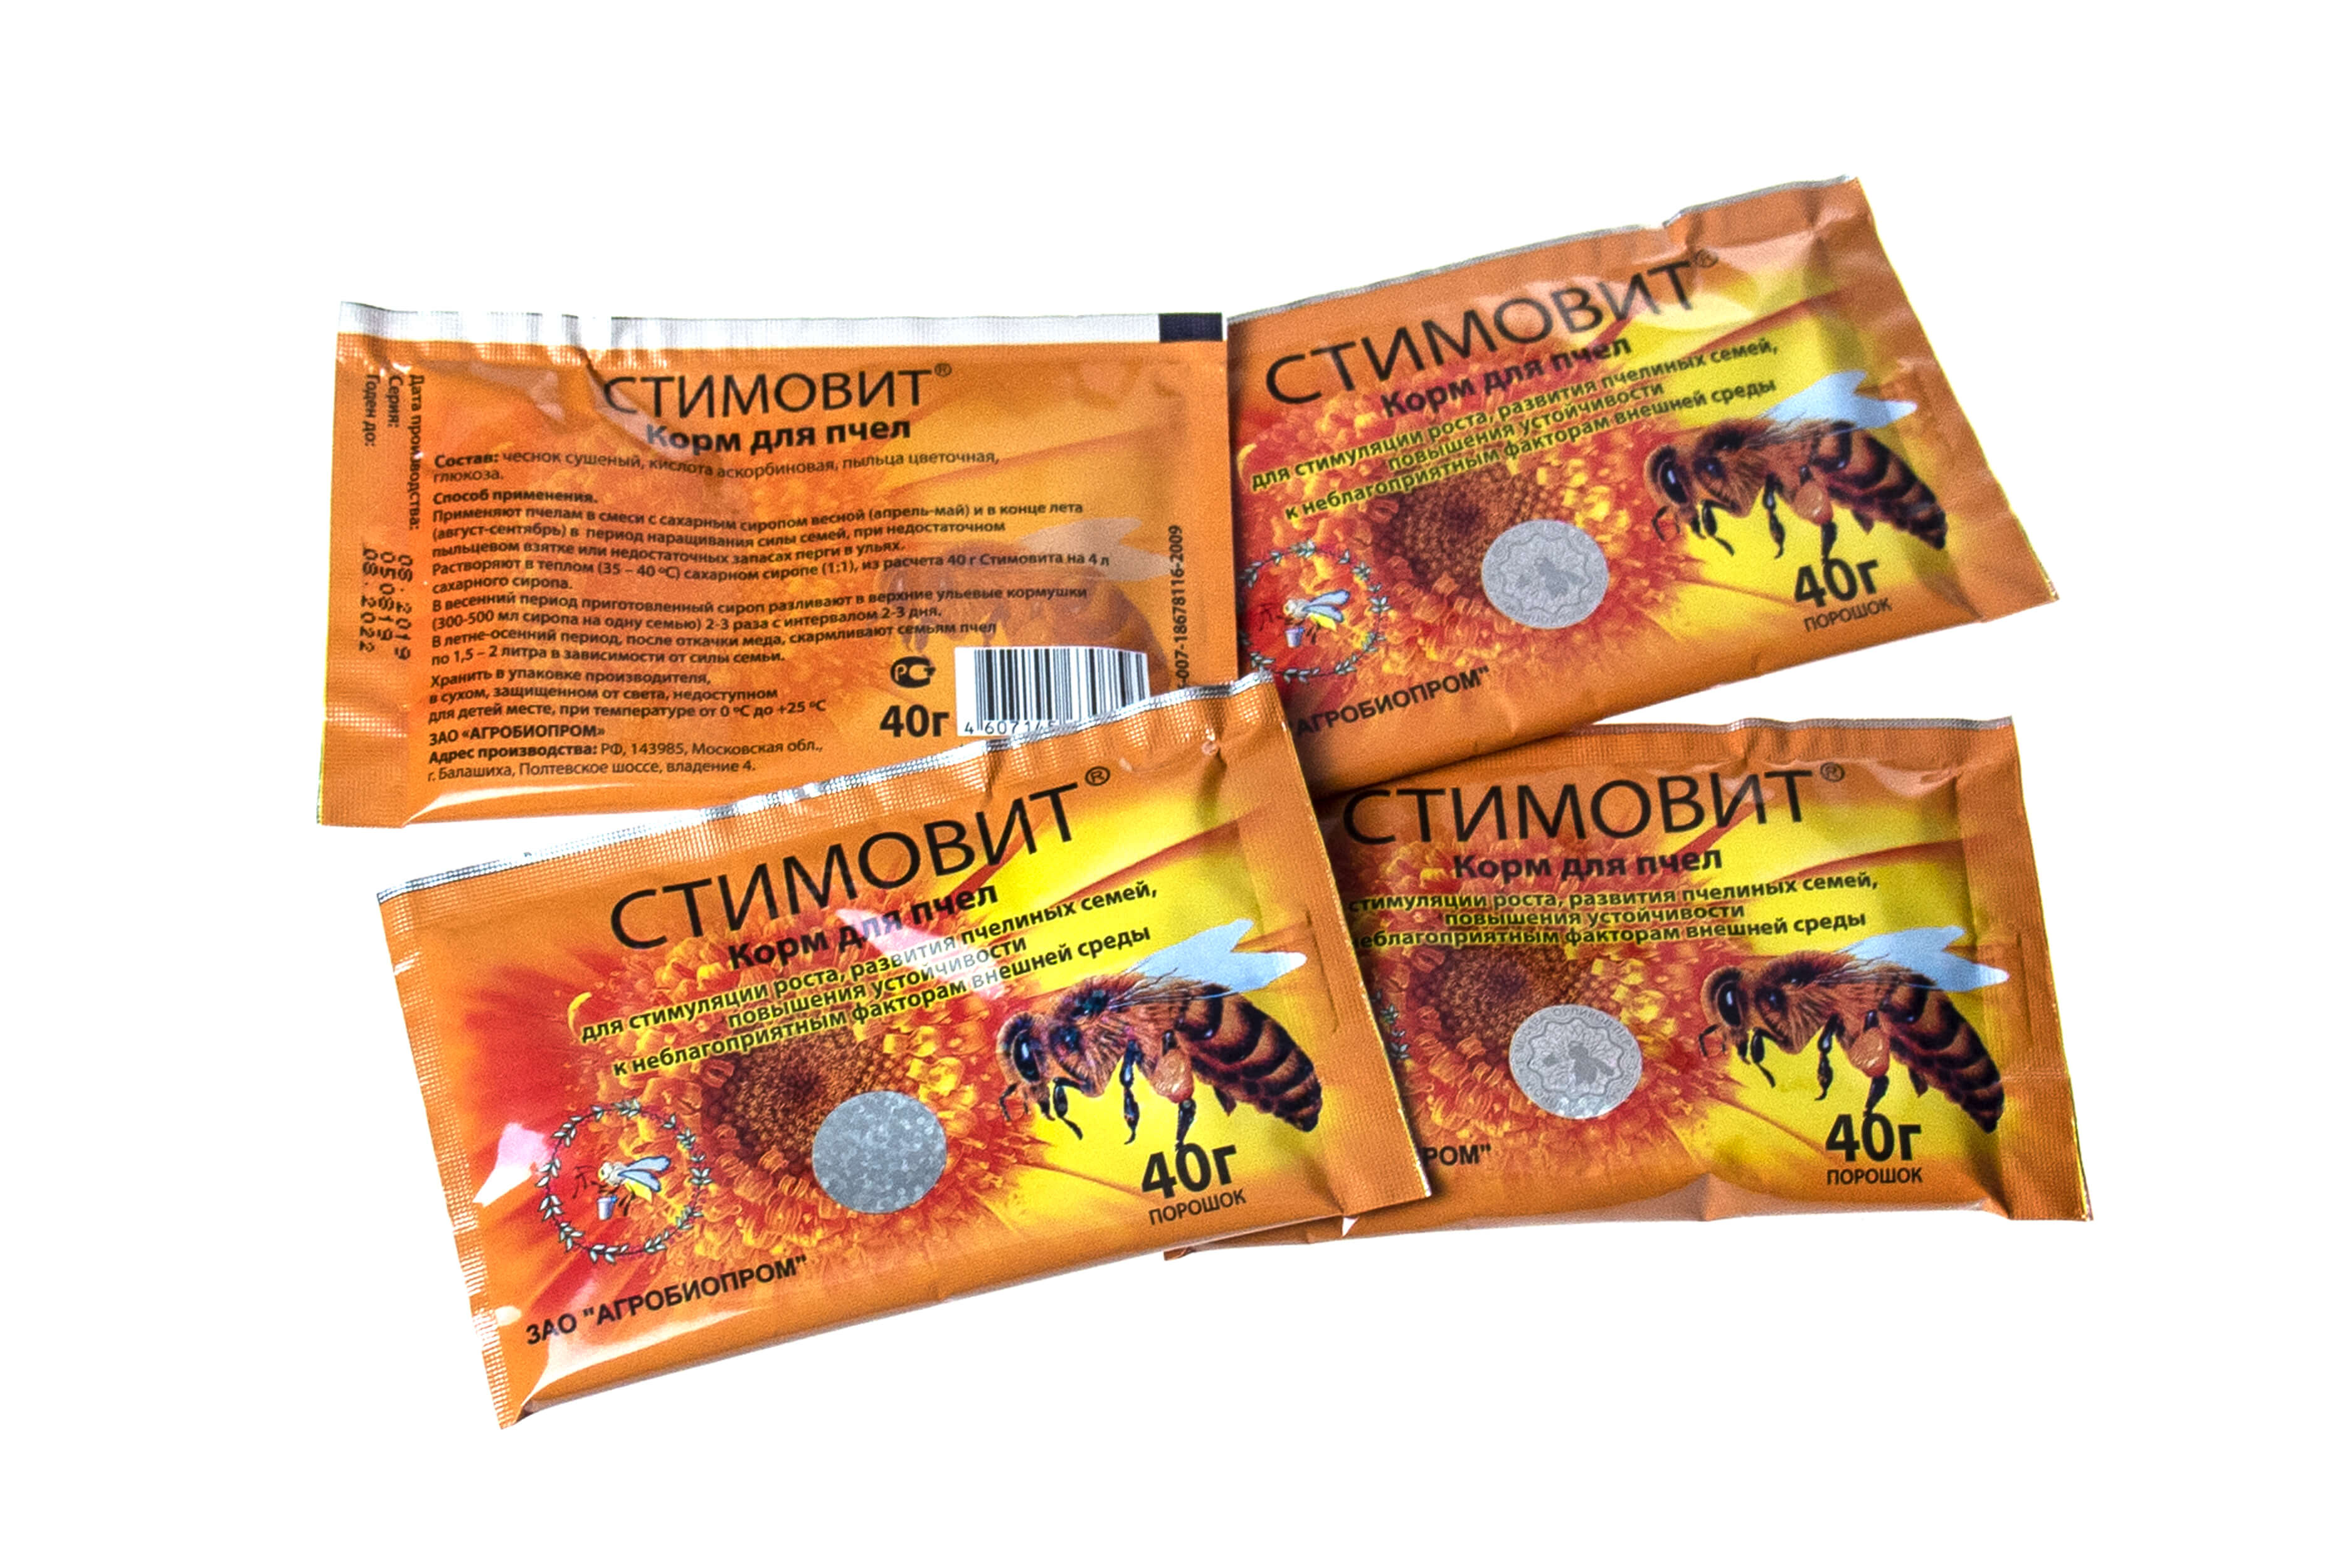 СТИМОВИТ®
Корм для пчел
Состав: чеснок сушеный, кислота аскорбиновая, пыльца цветочная,
глюкоза.
Способ применения.
Применяют пчелам в смеси с сахарным сиропом весной (апрель-май) и в конце лета
(август-сентябрь) в период наращивания силы семей, при недостаточном
пыльцевом взятке или недостаточных запасах перги в ульях.
Растворяют в теплом (35 – 40 ºС) сахарном сиропе (1:1), из расчета 40 г Стимовита на 4 л
сахарного сиропа.
В весенний период приготовленный сироп разливают в верхние ульевые кормушки
(300-500 мл сиропа на одну семью) 2-3 раза с интервалом 2-3 дня.
В летне-осенний период, после откачки меда, скармливают семьям пчел
по 1,5 – 2 литра в зависимости от силы семьи.
Хранить в упаковке производителя,
в сухом, защищенном от света, недоступном
для детей месте, при температуре от 0 ºС до +25 ºС
ЗАО «АГРОБИОПРОМ»
Адрес производства: РФ, 143985, Московская обл.,
г. Балашиха, Полтевское шоссе, владение 4.
40г
4 607145
-007-18678116-2009
Дата производства: 08.2019
Серия: 050819
Годен до: 08.2022
СТИМОВИТ®
Корм для пчел
для стимуляции роста, развития пчелиных семей,
повышения устойчивости
к неблагоприятным факторам внешней среды
40г
ПОРОШОК
"АГРОБИОПРОМ"
СТИМОВИТ®
Корм для пчел
для стимуляции роста, развития пчелиных семей,
повышения устойчивости
к неблагоприятным факторам внешней среды
40г
ПОРОШОК
ЗАО "АГРОБИОПРОМ"
СТИМОВИТ®
Корм для пчел
стимуляции роста, развития пчелиных семей,
повышения устойчивости
еблагоприятным факторам внешней среды
40г
ПОРОШОК
РОМ"